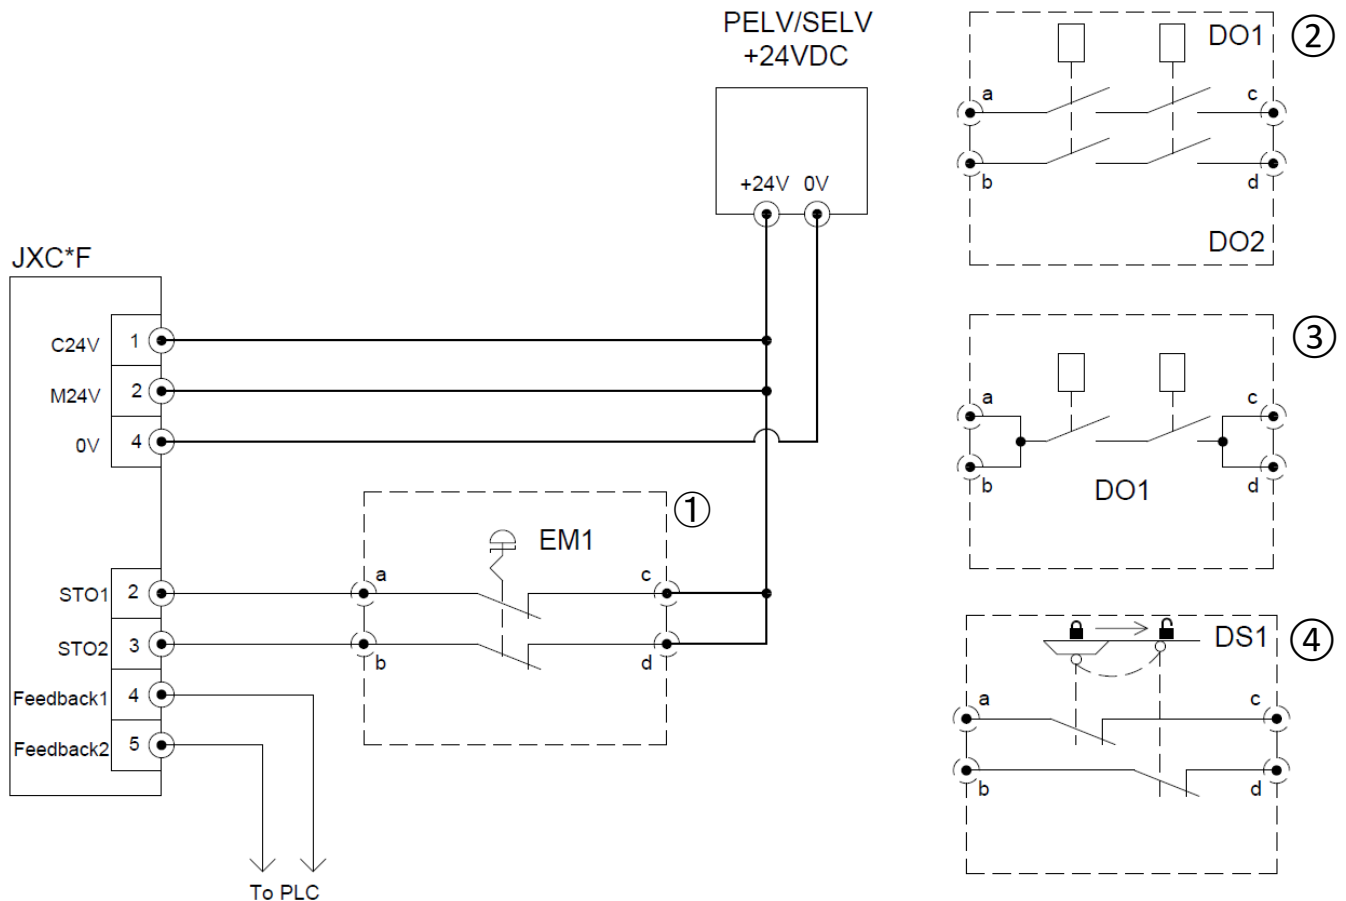 PELV/SELV
+24VDC
+24V 0V
JXC*F
C24V 1
M24V 2
0V 4
STO1 2
STO2 3
Feedback1 4
Feedback2 5
To PLC
①
EM1
a c
b d
②
DO1
a c
b d
DO2
③
a c
b d
DO1
④
DS1
a c
b d